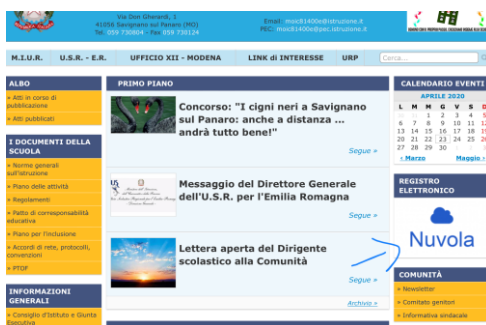 Via Don Gherardi, 1
41056 Savignano sul Panaro (MO)
Tel. 059 730804 - Fax 059 730124
Email: moic81400e@istruzione.it
PEC: moic81400e@pec.istruzione.it
M.I.U.R.
U.S.R. - E.R.
UFFICIO XII - MODENA
LINK di INTERESSE
URP
Cerca...
ALBO
» Atti in corso di
pubblicazione
» Atti pubblicati
I DOCUMENTI DELLA
SCUOLA
» Norme generali
sull'istruzione
» Piano delle attività
» Regolamenti
» Patto di corresponsabilità
educativa
» Piano per l'inclusione
» Accordi di rete, protocolli,
convenzioni
» PTOF
INFORMAZIONI
GENERALI
» Consiglio d'Istituto e Giunta
Esecutiva
PRIMO PIANO
Concorso: "I cigni neri a Savignano
sul Panaro: anche a distanza ...
andrà tutto bene!"
Segue »
Messaggio del Direttore Generale
dell'U.S.R. per l'Emilia Romagna
Segue »
Lettera aperta del Dirigente
scolastico alla Comunità
Segue »
Archivio »
CALENDARIO EVENTI
APRILE 2020
L M M G V S D
1 2 3 4 5
6 7 8 9 10 11 12
13 14 15 16 17 18 19
20 21 22 23 24 25 26
27 28 29 30
« Marzo
Maggio »
REGISTRO
ELETTRONICO
Nuvola
COMUNITÀ
» Newsletter
» Comitato genitori
» Informativa sindacale